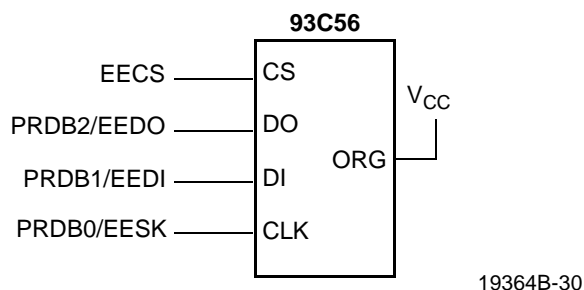 93C56
EECS CS
VCC
PRDB2/EEDO DO
ORG
PRDB1/EEDI DI
PRDB0/EESK CLK
19364B-30